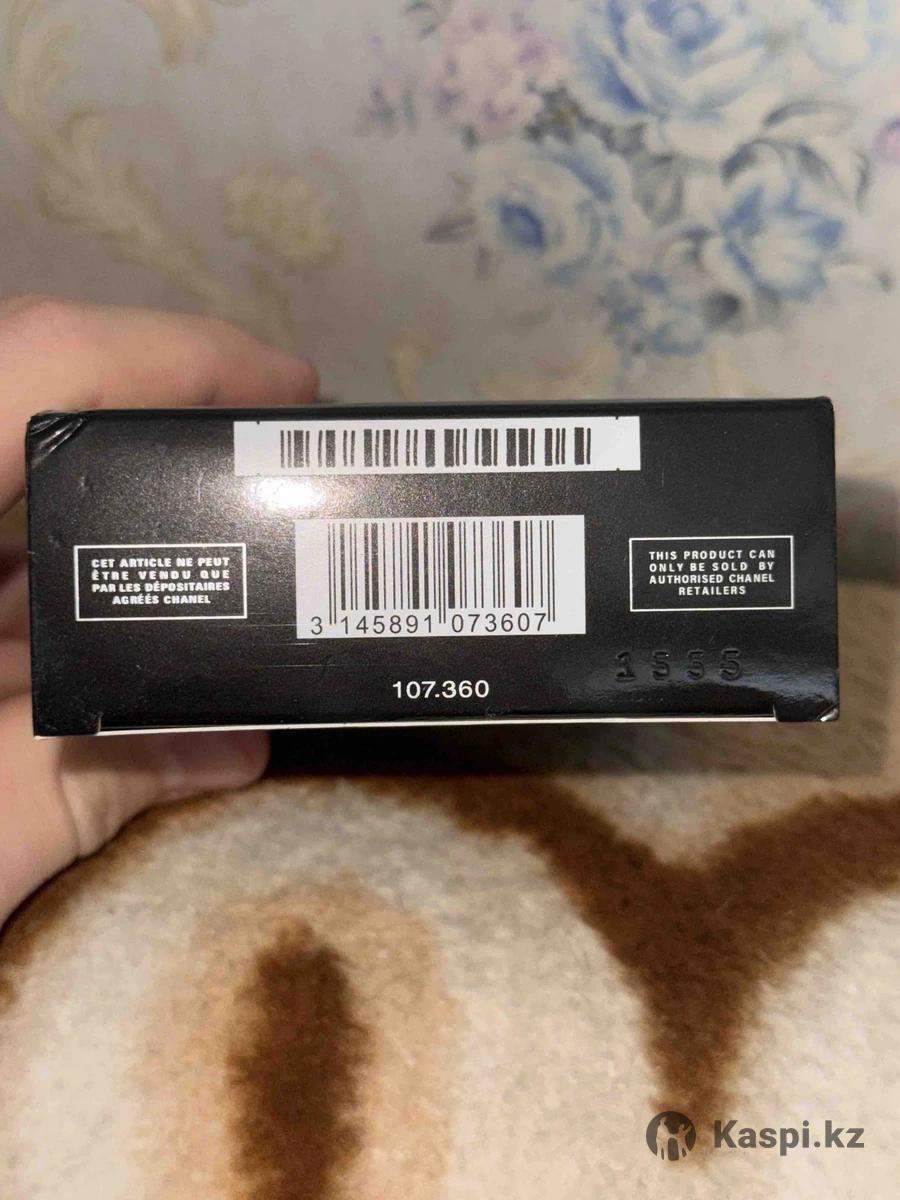 CET ARTICLE NE PEUT
ÊTRE VENDU QUE
PAR LES DÉPOSITAIRES
AGRÉÉS CHANEL
3 145891 073607
THIS PRODUCT CAN
ONLY BE SOLD BY
AUTHORISED CHANEL
RETAILERS
1555
107.360
Kaspi.kz